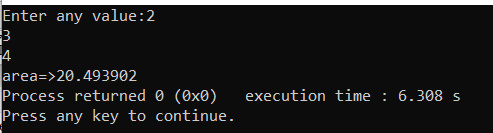 Enter any value:2
3
4
area=>20.493902
Process returned 0 (0x0)   execution time : 6.308 s
Press any key to continue.